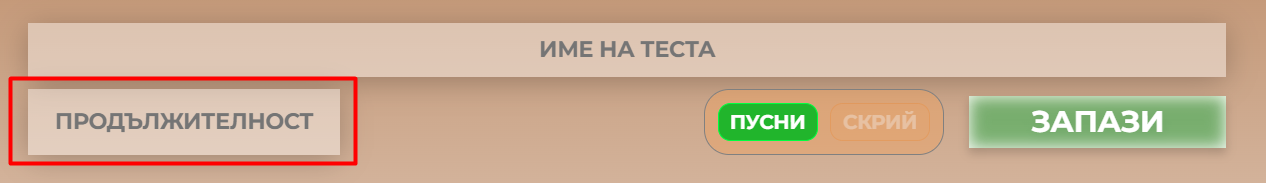 ИМЕ НА ТЕСТА
ПРОДЪЛЖИТЕЛНОСТ
ПУСНИ
СКРИЙ
ЗАПАЗИ